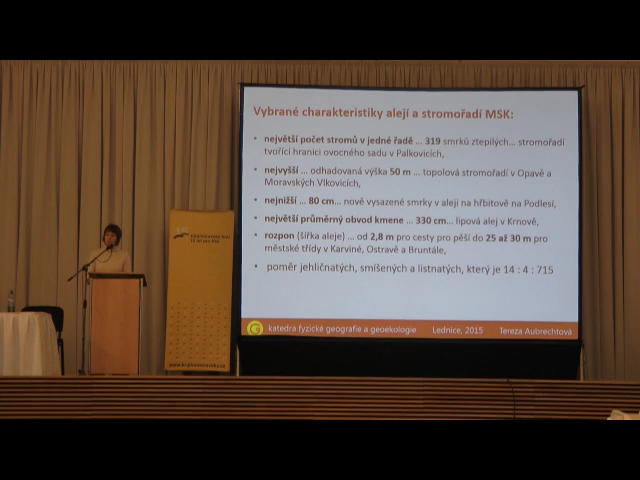 Vybrané charakteristiky alejí a stromořadí MSK:
• největší počet stromů v jedné řadě ... 319 smrků ztepilých... stromořadí
tvořící hranici ovocného sadu v Palkovicích,
• nejvyšší ... odhadovaná výška 50 m ... topolová stromořadí v Opavě a
Moravských Vlkovicích,
• nejnižší ... 80 cm... nově vysazené smrky v aleji na hřbitově na Podlesí,
• největší průměrný obvod kmene ... 330 cm... lipová alej v Krnově,
• rozpon (šířka aleje) ... od 2,8 m pro cesty pro pěší do 25 až 30 m pro
městské třídy v Karviné, Ostravě a Bruntále,
• poměr jehličnatých, smíšených a listnatých, který je 14 : 4 : 715
G katedra fyzické geografie a geoekologie Lednice, 2015 Tereza Aubrechtová